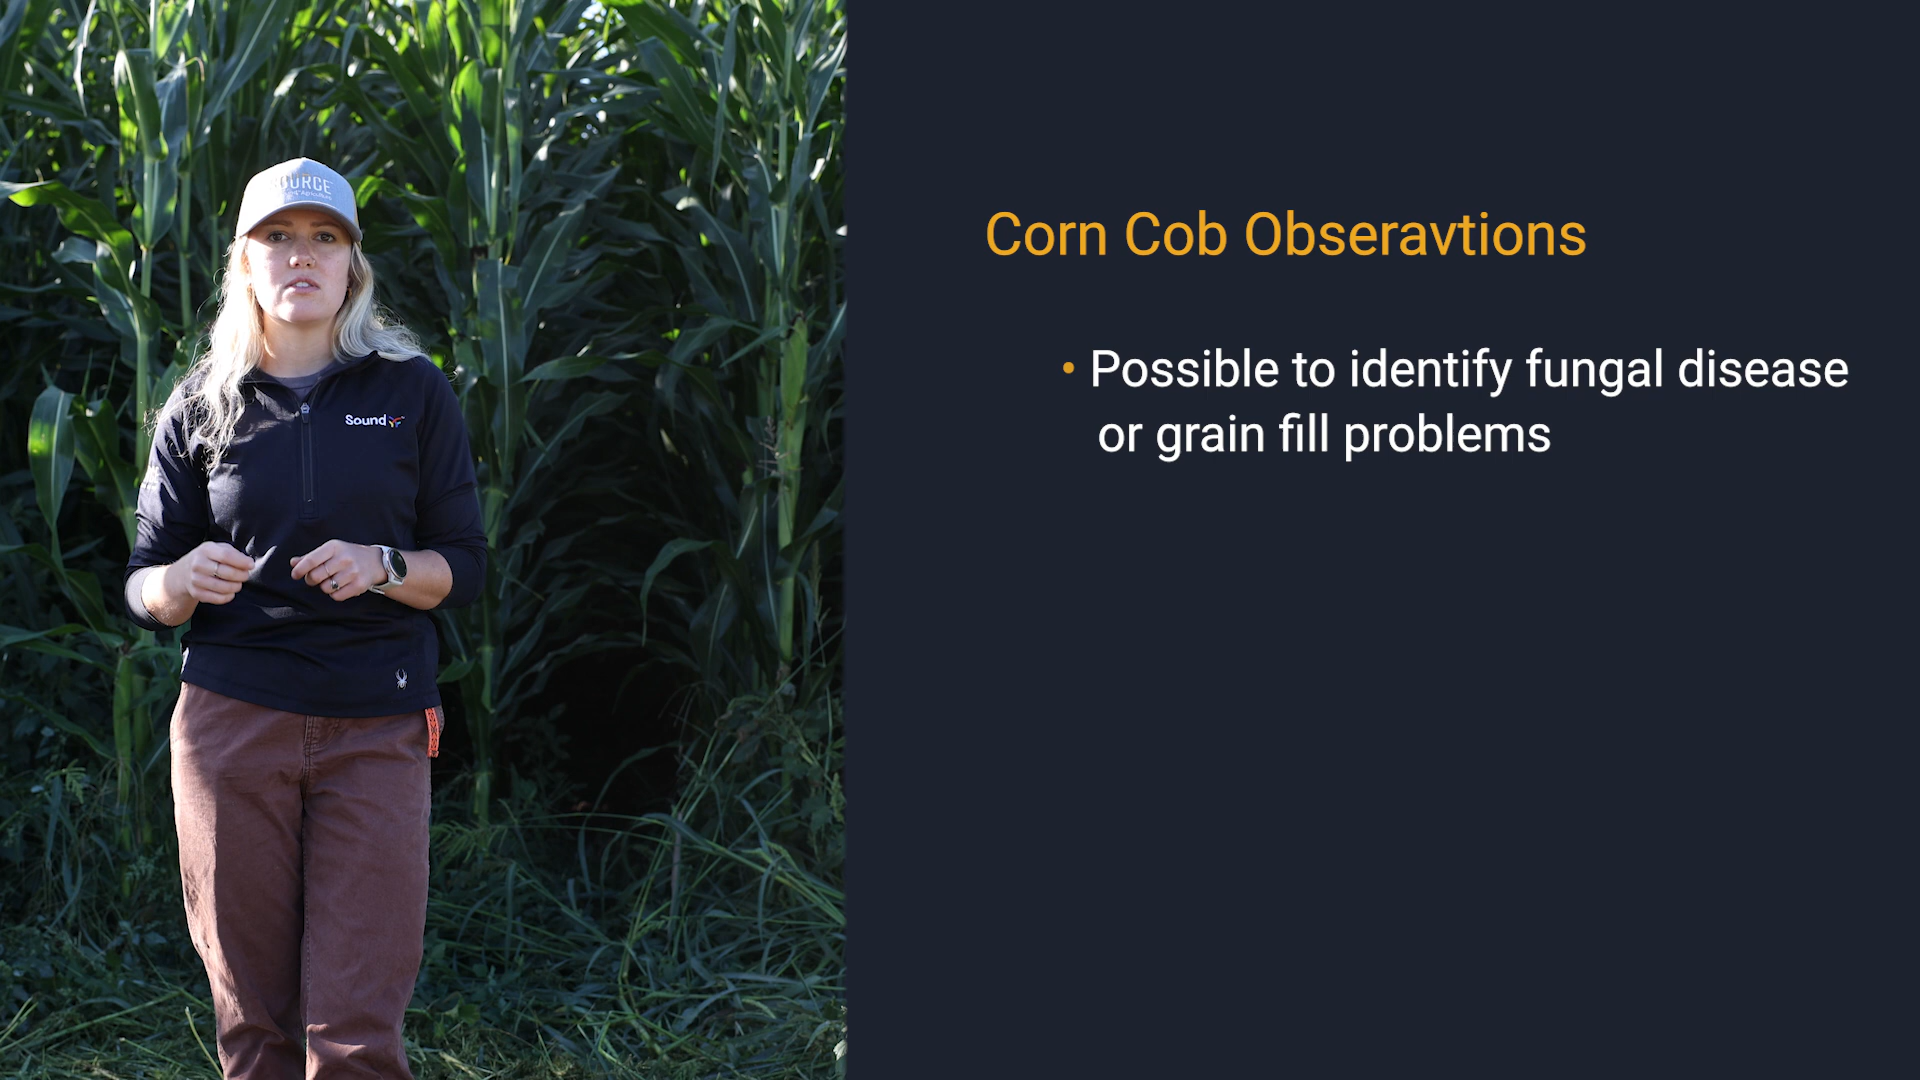 Corn Cob Obseravtions
• Possible to identify fungal disease
or grain fill problems
Sound